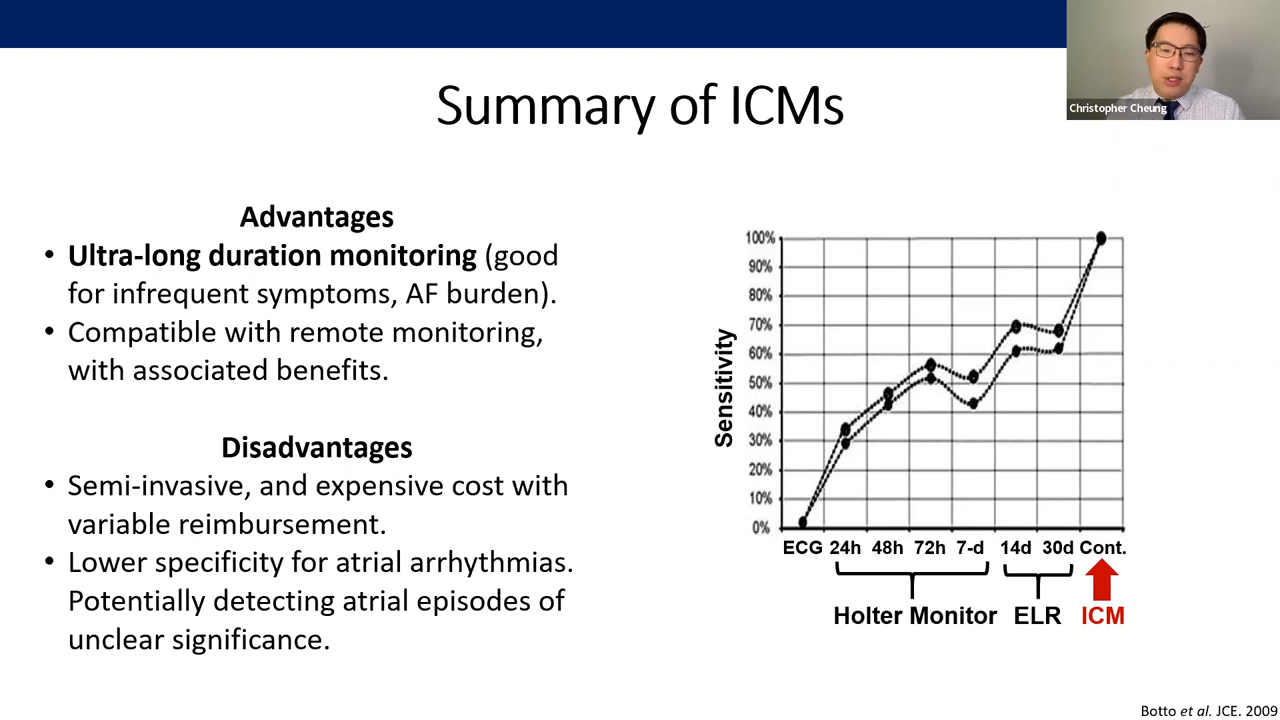 Christopher Cheung
Summary of ICMs
Advantages
• Ultra-long duration monitoring (good
for infrequent symptoms, AF burden).
• Compatible with remote monitoring,
with associated benefits.
Disadvantages
• Semi-invasive, and expensive cost with
variable reimbursement.
• Lower specificity for atrial arrhythmias.
Potentially detecting atrial episodes of
unclear significance.
Sensitivity
100%
90%
80%
70%
60%
50%
40%
30%
20%
10%
0%
ECG 24h 48h 72h 7-d 14d 30d Cont.
Holter Monitor ELR ICM
Botto et al. JCE. 2009